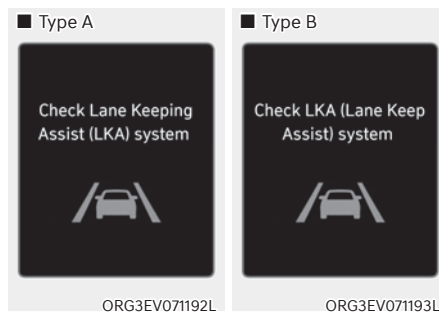 ■ Type A
Check Lane Keeping
Assist (LKA) system
ORG3EV071192L
■ Type B
Check LKA (Lane Keep
Assist) system
ORG3EV071193L